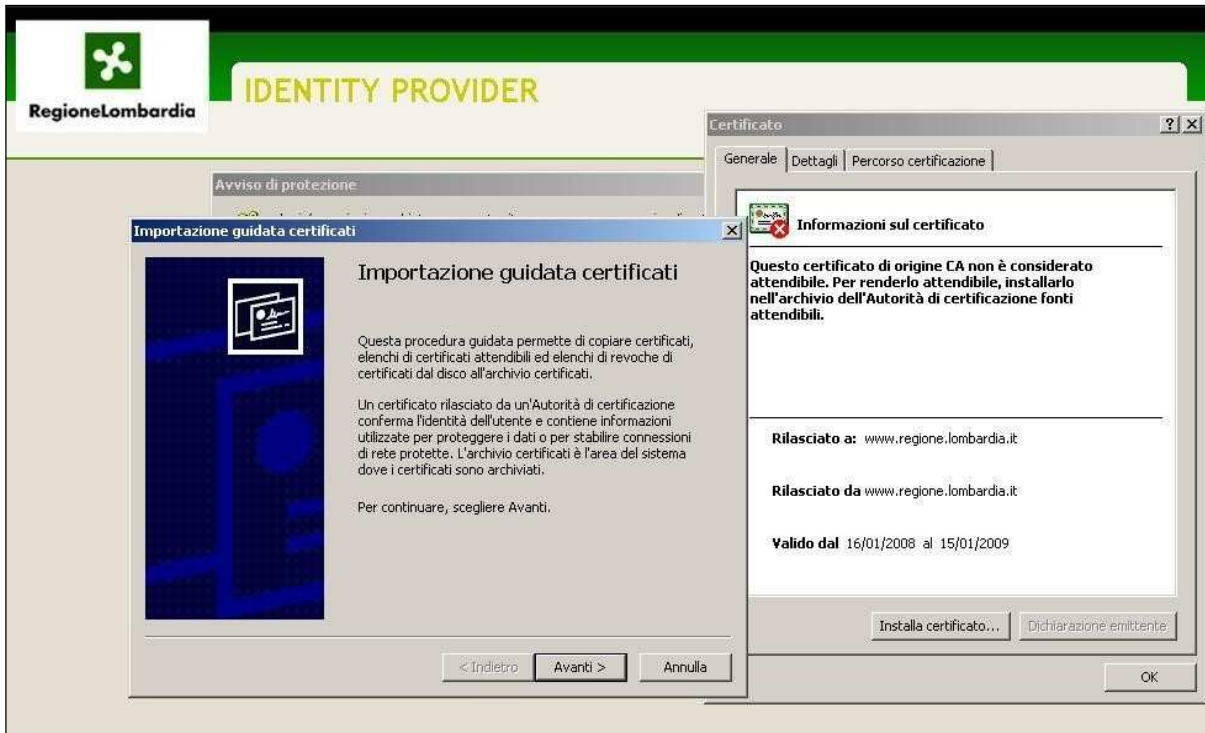 RegioneLombardia
IDENTITY PROVIDER
Avviso di protezione
Importazione guidata certificati
Importazione guidata certificati
Questa procedura guidata permette di copiare certificati,
elenchi di certificati attendibili ed elenchi di revoche di
certificati dal disco all'archivio certificati.
Un certificato rilasciato da un'Autorità di certificazione
conferma l'identità dell'utente e contiene informazioni
utilizzate per proteggere i dati o per stabilire connessioni
di rete protette. L'archivio certificati è l'area del sistema
dove i certificati sono archiviati.
Per continuare, scegliere Avanti.
< Indietro
Avanti >
Annulla
Certificato
Generale
Dettagli
Percorso certificazione
Informazioni sul certificato
Questo certificato di origine CA non è considerato
attendibile. Per renderlo attendibile, installarlo
nell'archivio dell'Autorità di certificazione fonti
attendibili.
Rilasciato a: www.regione.lombardia.it
Rilasciato da www.regione.lombardia.it
Valido dal 16/01/2008 al 15/01/2009
Installa certificato...
Dichiarazione emittente
OK